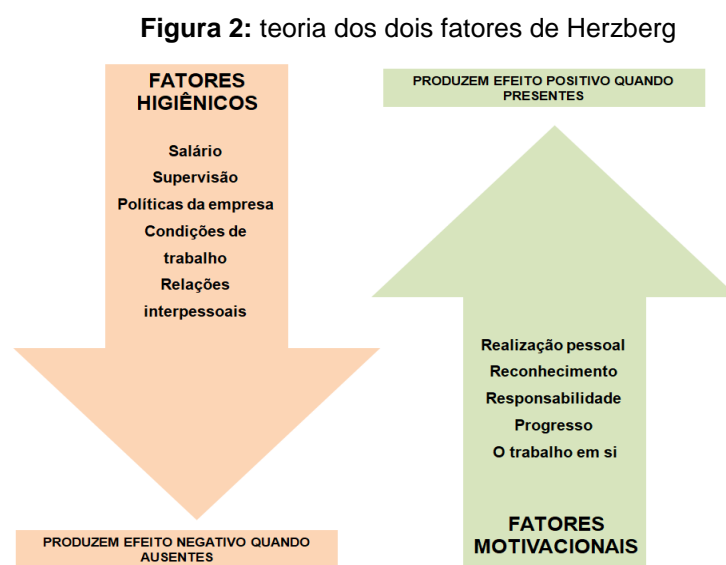 Figura 2: teoria dos dois fatores de Herzberg
FATORES
HIGIÊNICOS
Salário
Supervisão
Políticas da empresa
Condições de
trabalho
Relações
interpessoais
PRODUZEM EFEITO NEGATIVO QUANDO
AUSENTES
PRODUZEM EFEITO POSITIVO QUANDO
PRESENTES
Realização pessoal
Reconhecimento
Responsabilidade
Progresso
O trabalho em si
FATORES
MOTIVACIONAIS